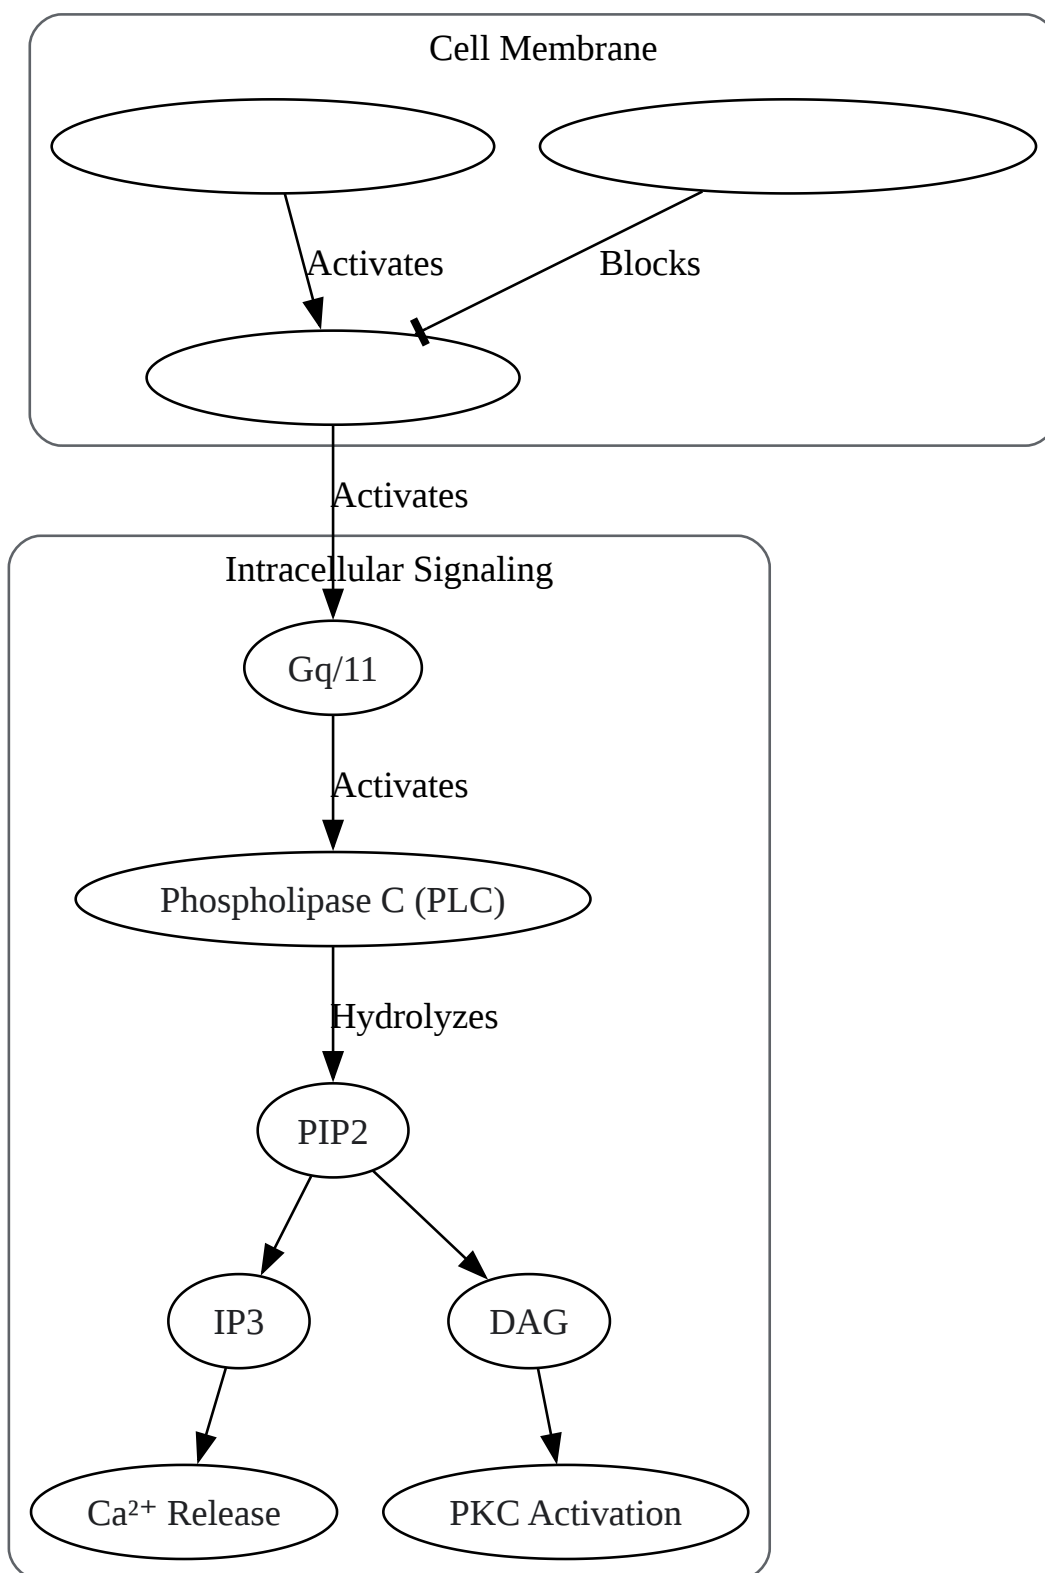 Cell Membrane
Activates
Blocks
Activates
Intracellular Signaling
Gq/11
Activates
Phospholipase C (PLC)
Hydrolyzes
PIP2
IP3
DAG
Ca²⁺ Release
PKC Activation